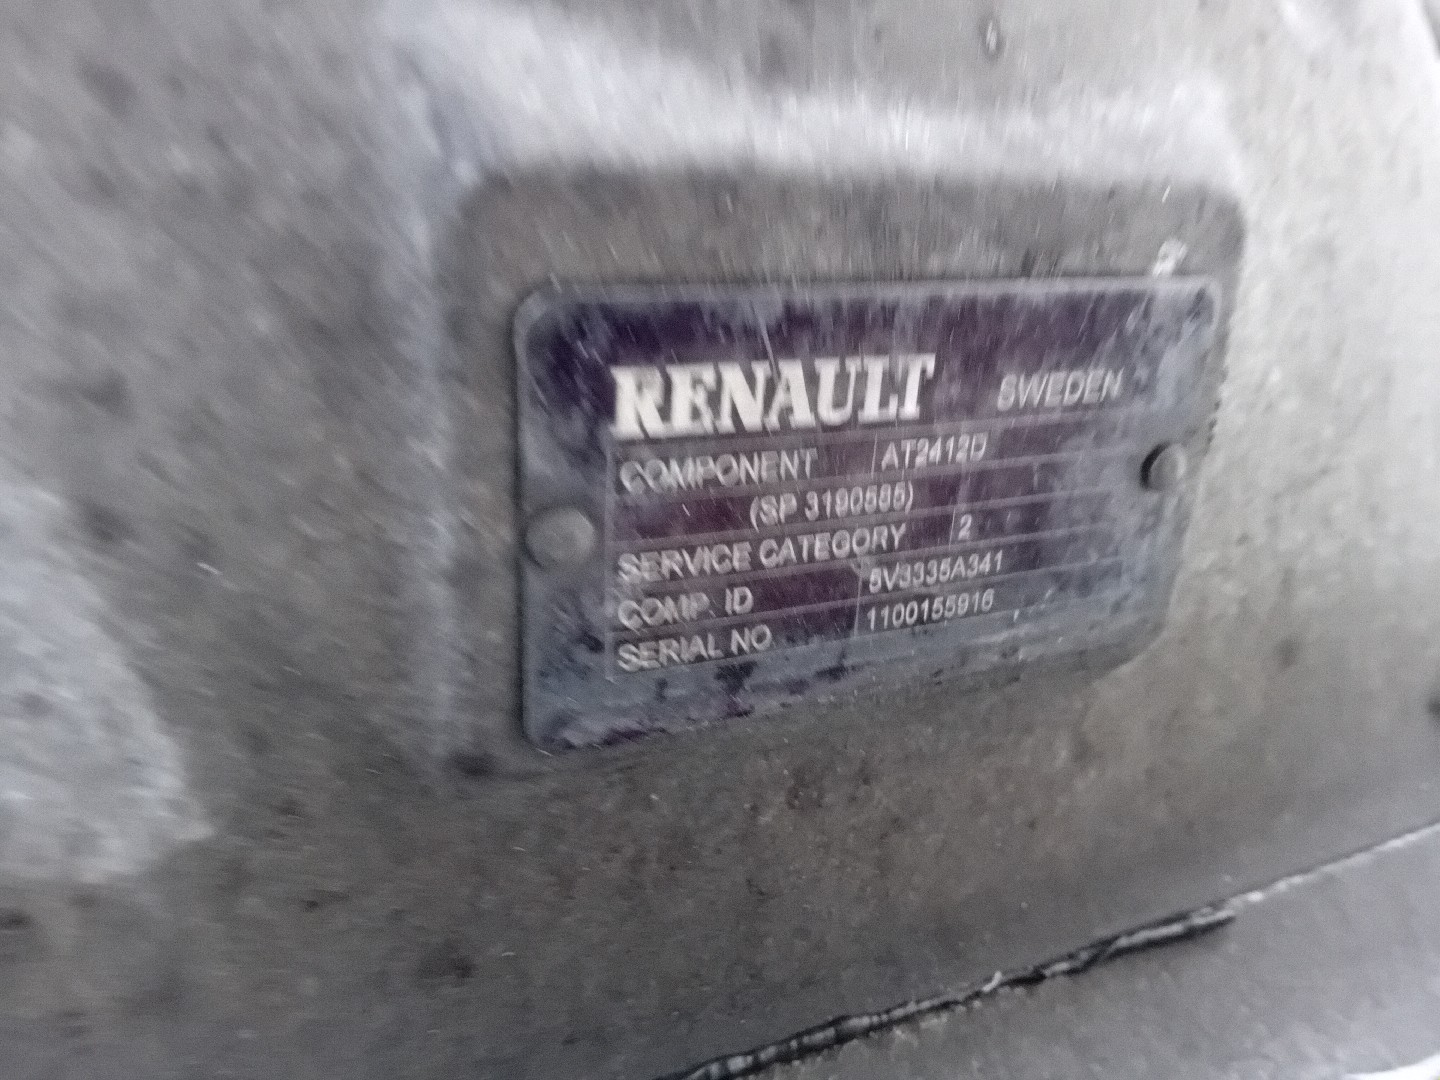 RENAULT SWEDEN
COMPONENT AT2412D
(SP 3190585)
SERVICE CATEGORY 2
COMP. ID 5V3335A341
SERIAL NO 1100155916